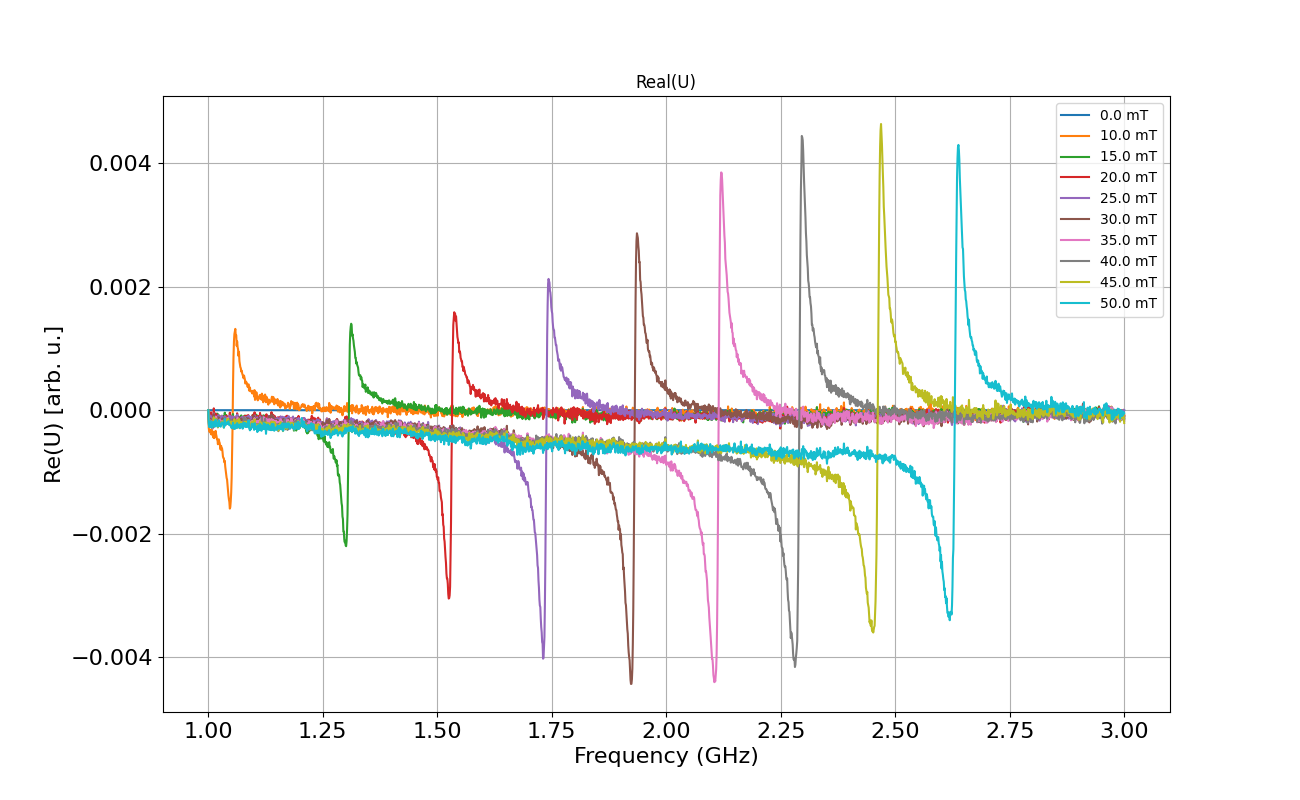 Real(U)
0.0 mT
10.0 mT
15.0 mT
20.0 mT
25.0 mT
30.0 mT
35.0 mT
40.0 mT
45.0 mT
50.0 mT
0.004
0.002
0.000
−0.002
−0.004
Re(U) [arb. u.]
1.00 1.25 1.50 1.75 2.00 2.25 2.50 2.75 3.00
Frequency (GHz)